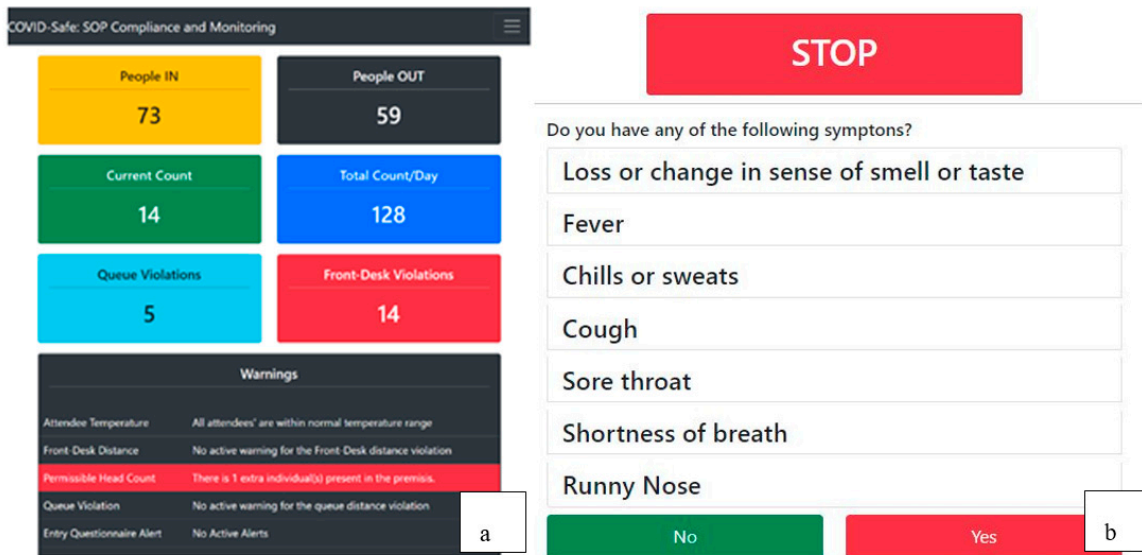 COVID-Safe: SOP Compliance and Monitoring
People IN
73
People OUT
59
Current Count
14
Total Count/Day
128
Queue Violations
5
Front-Desk Violations
14
Warnings
Attendee Temperature All attendees' are within normal temperature range
Front-Desk Distance No active warning for the Front-Desk distance violation
Permissible Head Count There is 1 extra individual(s) present in the premisis.
Queue Violation No active warning for the queue distance violation
Entry Questionnaire Alert No Active Alerts
a
STOP
Do you have any of the following symptons?
Loss or change in sense of smell or taste
Fever
Chills or sweats
Cough
Sore throat
Shortness of breath
Runny Nose
No
Yes
b